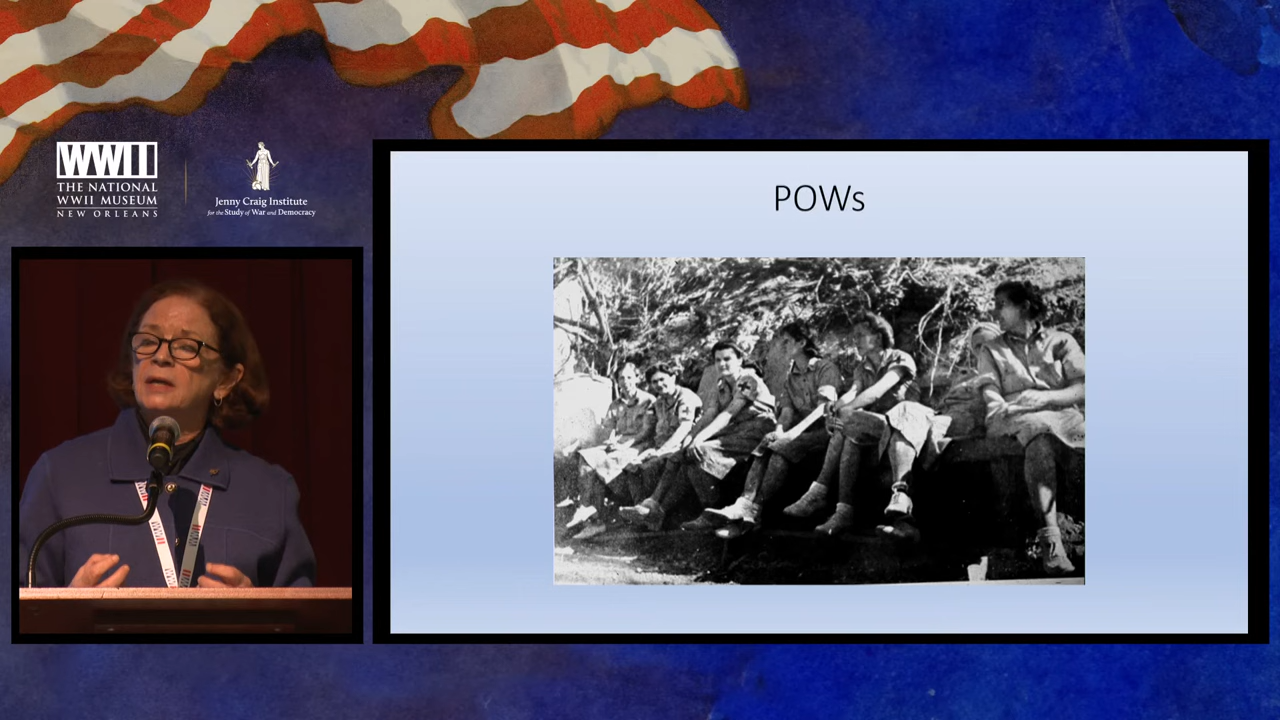 WWII
THE NATIONAL
WWII MUSEUM
NEW ORLEANS
Jenny Craig Institute
for the Study of War and Democracy
POWs